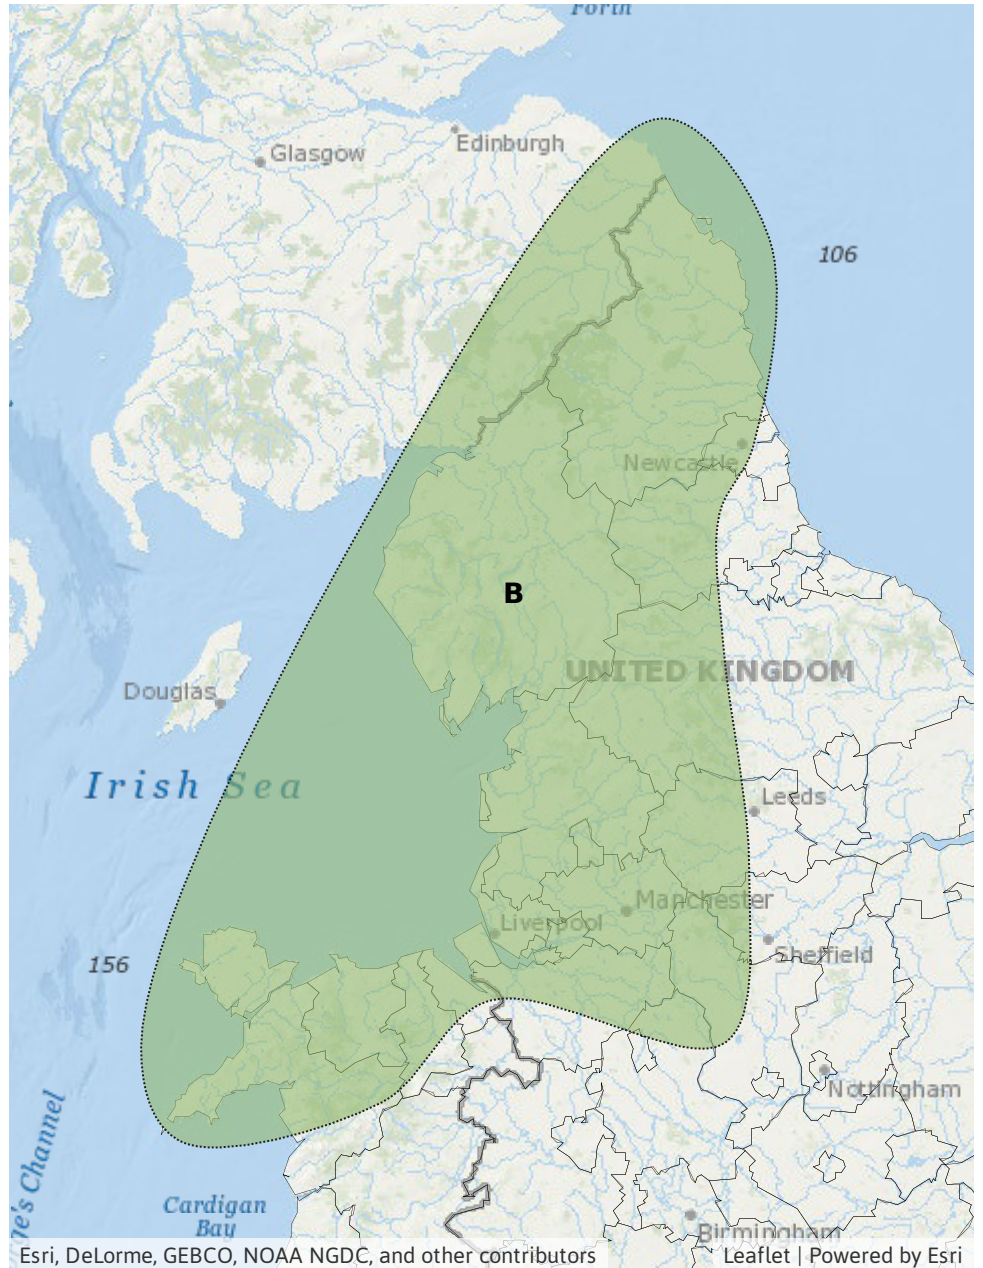 Forth
Edinburgh
Glasgow
106
Newcastle
B
UNITED KINGDOM
Douglas
Irish Sea
Leeds
Manchester
Liverpool
Sheffield
156
Nottingham
e's Channel
Cardigan
Bay
Birmingham
Esri, DeLorme, GEBCO, NOAA NGDC, and other contributors
Leaflet | Powered by Esri